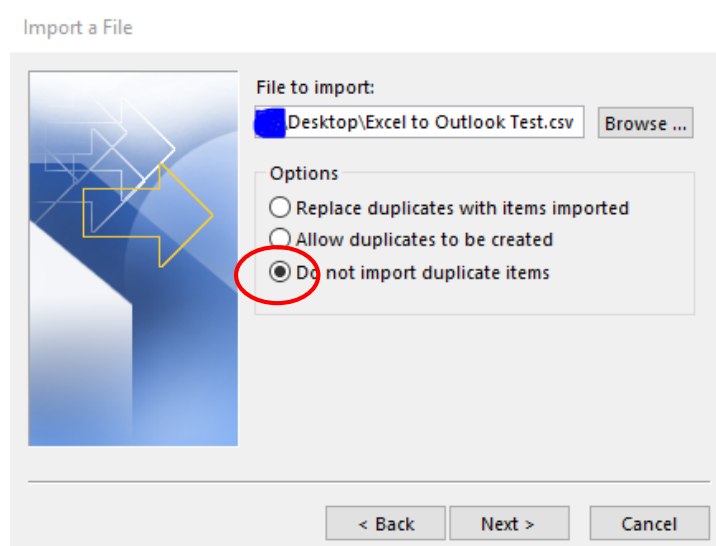 Import a File
File to import:
\Desktop\Excel to Outlook Test.csv
Browse ...
Options
Replace duplicates with items imported
Allow duplicates to be created
Do not import duplicate items
< Back
Next >
Cancel